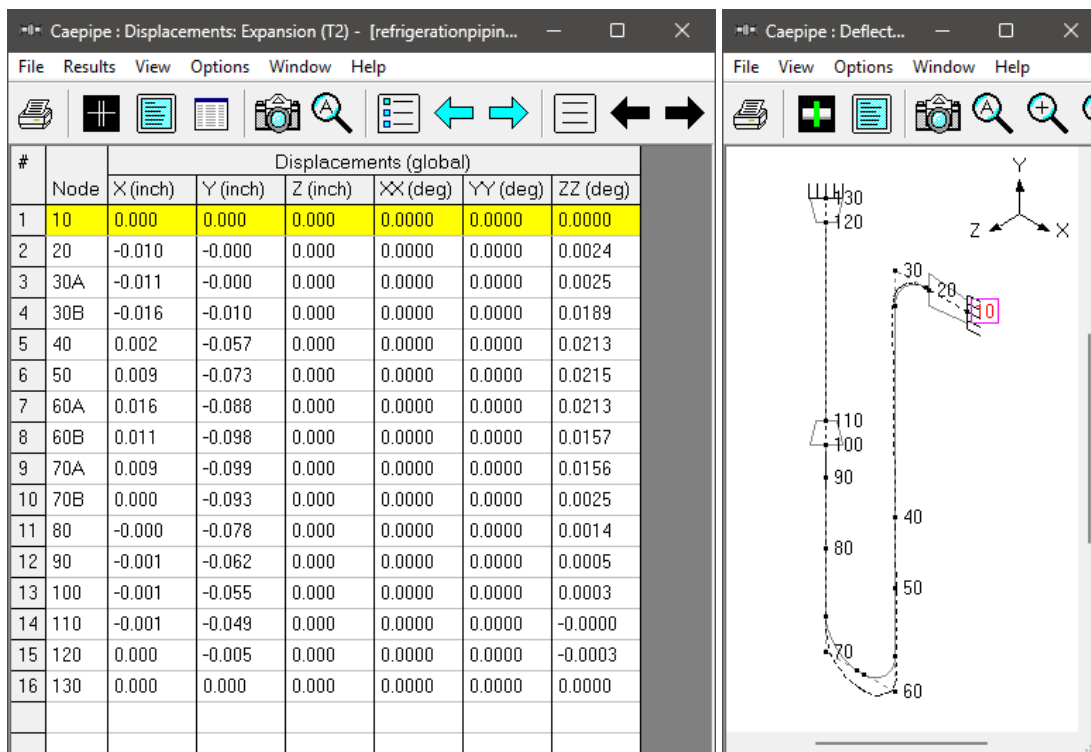 Caepipe : Displacements: Expansion (T2) - [refrigerationpipin...
File Results View Options Window Help
# Displacements (global)
Node X (inch) Y (inch) Z (inch) XX (deg) YY (deg) ZZ (deg)
1 10 0.000 0.000 0.000 0.0000 0.0000 0.0000
2 20 -0.010 -0.000 0.000 0.0000 0.0000 0.0024
3 30A -0.011 -0.000 0.000 0.0000 0.0000 0.0025
4 30B -0.016 -0.010 0.000 0.0000 0.0000 0.0189
5 40 0.002 -0.057 0.000 0.0000 0.0000 0.0213
6 50 0.009 -0.073 0.000 0.0000 0.0000 0.0215
7 60A 0.016 -0.088 0.000 0.0000 0.0000 0.0213
8 60B 0.011 -0.098 0.000 0.0000 0.0000 0.0157
9 70A 0.009 -0.099 0.000 0.0000 0.0000 0.0156
10 70B 0.000 -0.093 0.000 0.0000 0.0000 0.0025
11 80 -0.000 -0.078 0.000 0.0000 0.0000 0.0014
12 90 -0.001 -0.062 0.000 0.0000 0.0000 0.0005
13 100 -0.001 -0.055 0.000 0.0000 0.0000 0.0003
14 110 -0.001 -0.049 0.000 0.0000 0.0000 -0.0000
15 120 0.000 -0.005 0.000 0.0000 0.0000 -0.0003
16 130 0.000 0.000 0.000 0.0000 0.0000 0.0000
Caepipe : Deflect...
File View Options Window Help
Y
130
120
Z X
30
20
10
110
100
90
40
80
50
70
60